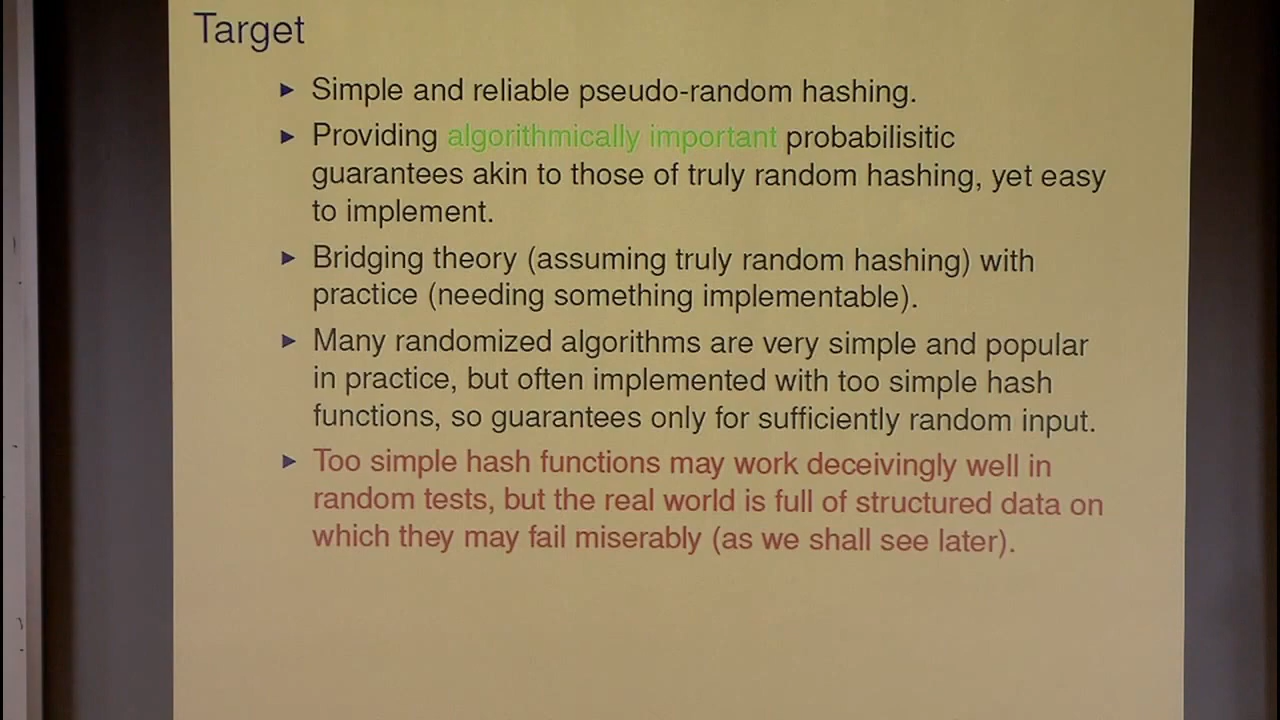 Target
▶ Simple and reliable pseudo-random hashing.
▶ Providing algorithmically important probabilisitic
guarantees akin to those of truly random hashing, yet easy
to implement.
▶ Bridging theory (assuming truly random hashing) with
practice (needing something implementable).
▶ Many randomized algorithms are very simple and popular
in practice, but often implemented with too simple hash
functions, so guarantees only for sufficiently random input.
▶ Too simple hash functions may work deceivingly well in
random tests, but the real world is full of structured data on
which they may fail miserably (as we shall see later).